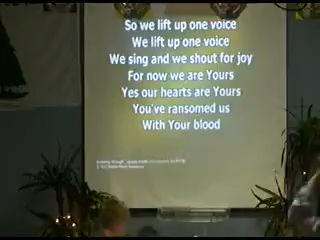 So we lift up one voice
We lift up one voice
We sing and we shout for joy
For now we are Yours
Yes our hearts are Yours
You've ransomed us
With Your blood